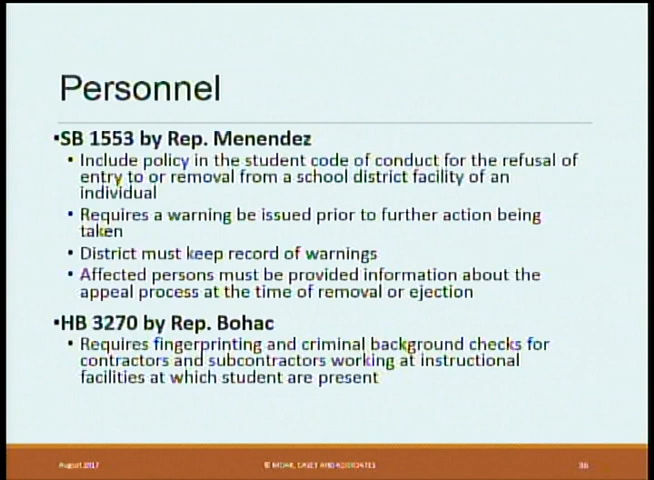 Personnel
▪SB 1553 by Rep. Menendez
• Include policy in the student code of conduct for the refusal of
entry to or removal from a school district facility of an
individual
• Requires a warning be issued prior to further action being
taken
• District must keep record of warnings
• Affected persons must be provided information about the
appeal process at the time of removal or ejection
▪HB 3270 by Rep. Bohac
• Requires fingerprinting and criminal background checks for
contractors and subcontractors working at instructional
facilities at which student are present
August 2017
© MOAK, CASEY AND ASSOCIATES